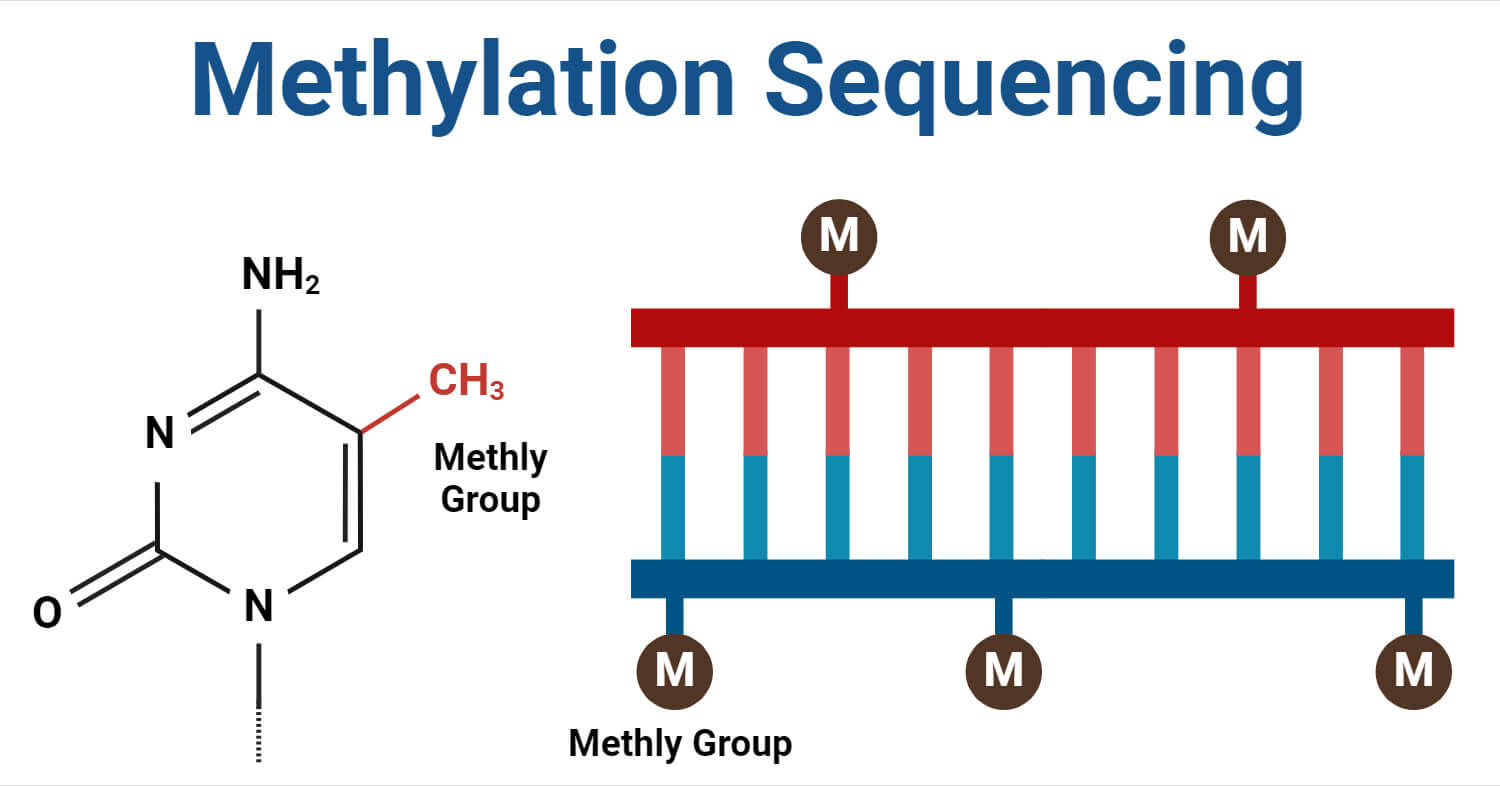 Methylation Sequencing
M
M
NH₂
CH₃
N
Methly
Group
O
N
M
M
M
Methly Group